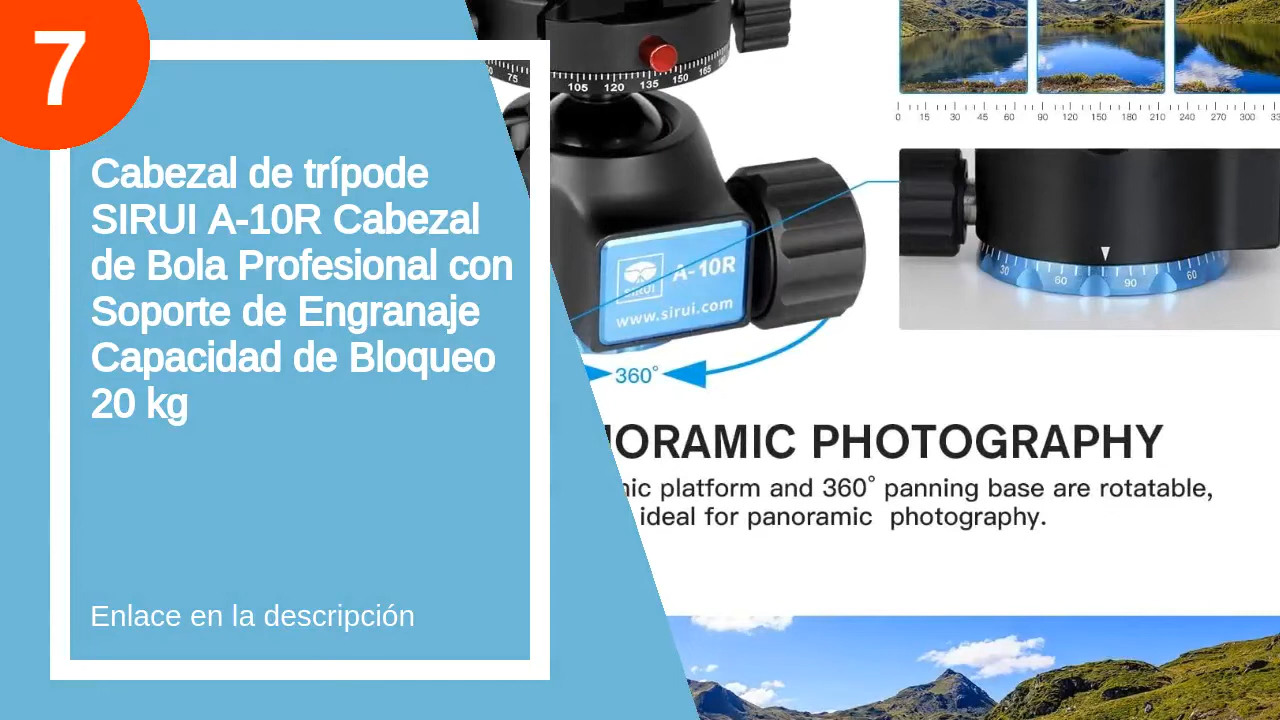 7
Cabezal de trípode
SIRUI A-10R Cabezal
de Bola Profesional con
Soporte de Engranaje
Capacidad de Bloqueo
20 kg
Enlace en la descripción
75
105 120 135 150 165
SIRUI
A-10R
www.sirui.com
360°
0 15 30 45 60 90 120 150 180 210 240 270 300
30 60 90 60
ORAMIC PHOTOGRAPHY
nic platform and 360° panning base are rotatable,
ideal for panoramic photography.